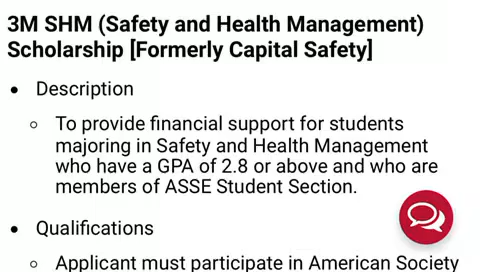 3M SHM (Safety and Health Management)
Scholarship [Formerly Capital Safety]
• Description
○ To provide financial support for students
majoring in Safety and Health Management
who have a GPA of 2.8 or above and who are
members of ASSE Student Section.
• Qualifications
○ Applicant must participate in American Society